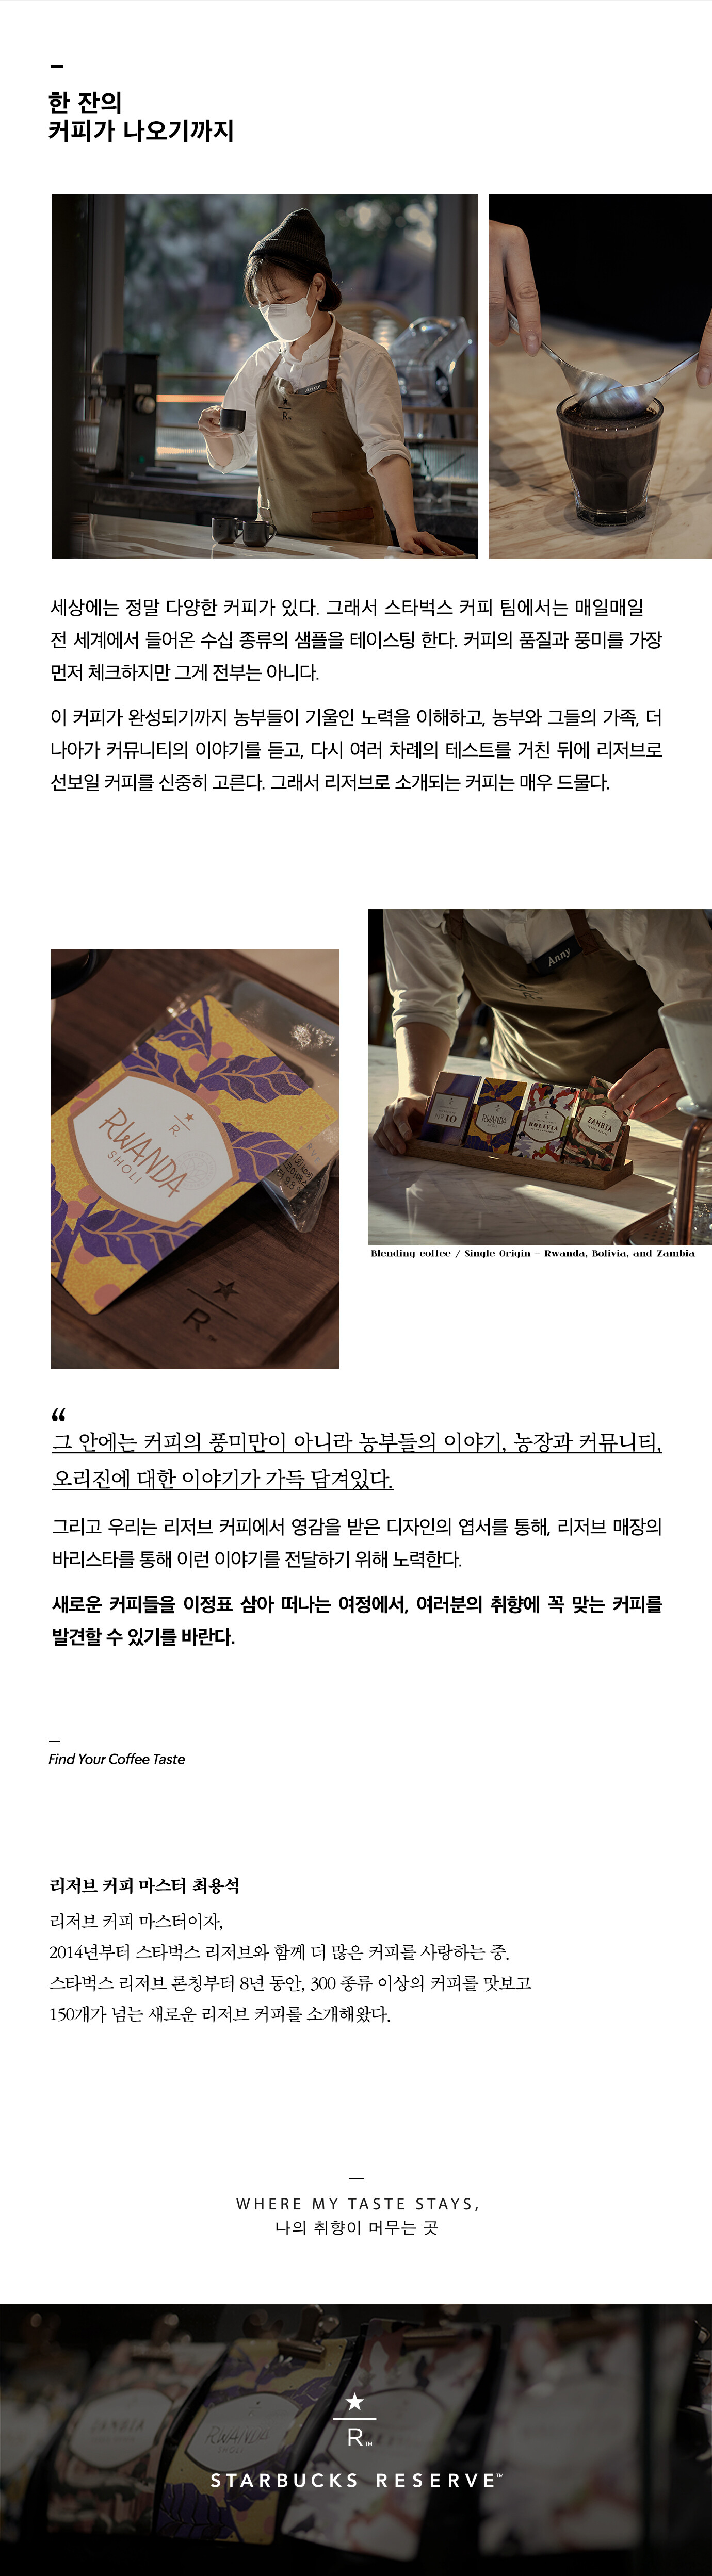 한 잔의
커피가 나오기까지
Anny
R
세상에는 정말 다양한 커피가 있다. 그래서 스타벅스 커피 팀에서는 매일매일
전 세계에서 들어온 수십 종류의 샘플을 테이스팅 한다. 커피의 품질과 풍미를 가장
먼저 체크하지만 그게 전부는 아니다.
이 커피가 완성되기까지 농부들이 기울인 노력을 이해하고, 농부와 그들의 가족, 더
나아가 커뮤니티의 이야기를 듣고, 다시 여러 차례의 테스트를 거친 뒤에 리저브로
선보일 커피를 신중히 고른다. 그래서 리저브로 소개되는 커피는 매우 드물다.
R
RWANDA
SHOLI
R
Anny
RWANDA
BOLIVIA
ZAMBIA
Blending coffee / Single Origin – Rwanda, Bolivia, and Zambia
“
그 안에는 커피의 풍미만이 아니라 농부들의 이야기, 농장과 커뮤니티,
오리진에 대한 이야기가 가득 담겨있다.
그리고 우리는 리저브 커피에서 영감을 받은 디자인의 엽서를 통해, 리저브 매장의
바리스타를 통해 이런 이야기를 전달하기 위해 노력한다.
새로운 커피들을 이정표 삼아 떠나는 여정에서, 여러분의 취향에 꼭 맞는 커피를
발견할 수 있기를 바란다.
Find Your Coffee Taste
리저브 커피 마스터 최용석
리저브 커피 마스터이자,
2014년부터 스타벅스 리저브와 함께 더 많은 커피를 사랑하는 중.
스타벅스 리저브 론칭부터 8년 동안, 300 종류 이상의 커피를 맛보고
150개가 넘는 새로운 리저브 커피를 소개해왔다.
WHERE MY TASTE STAYS,
나의 취향이 머무는 곳
ZAMBIA
RWANDA
SHOLI
R™
STARBUCKS RESERVE™